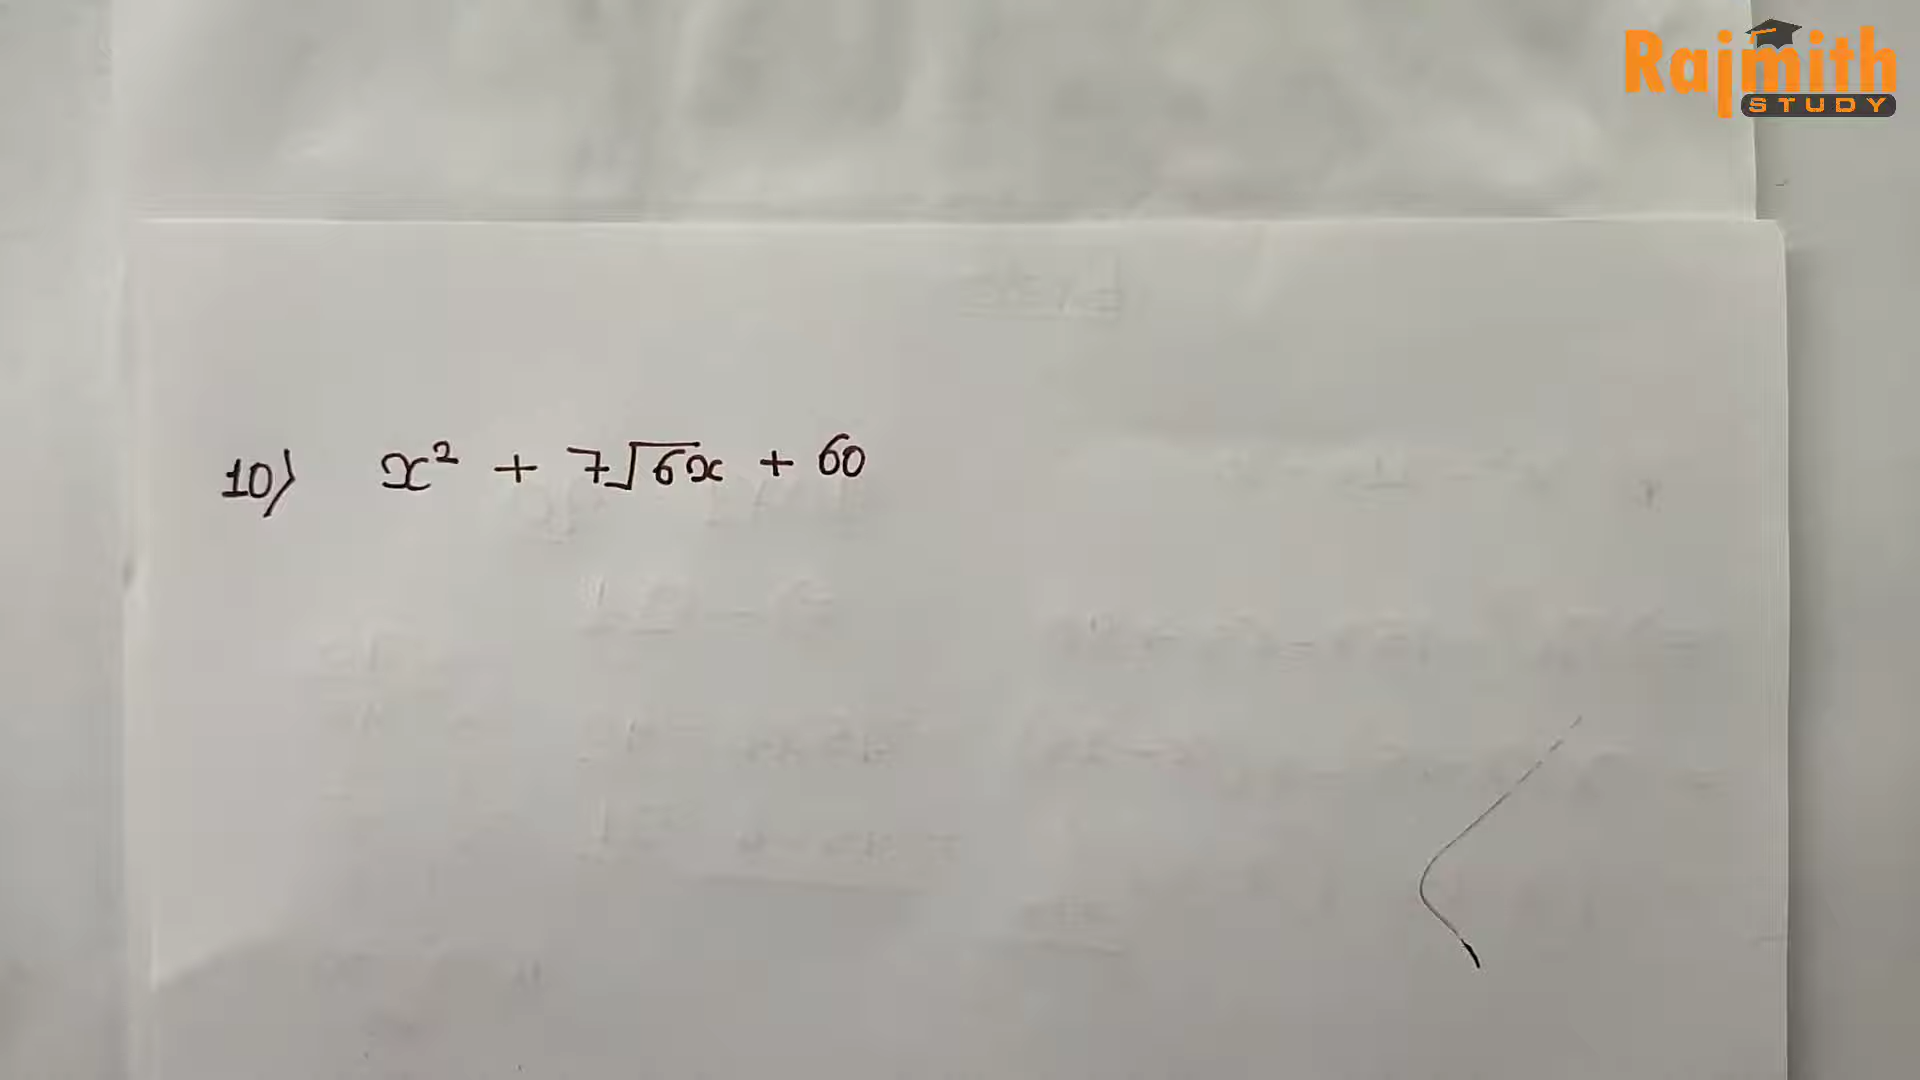 Rajmith
STUDY
10) x² + 7√6x + 60